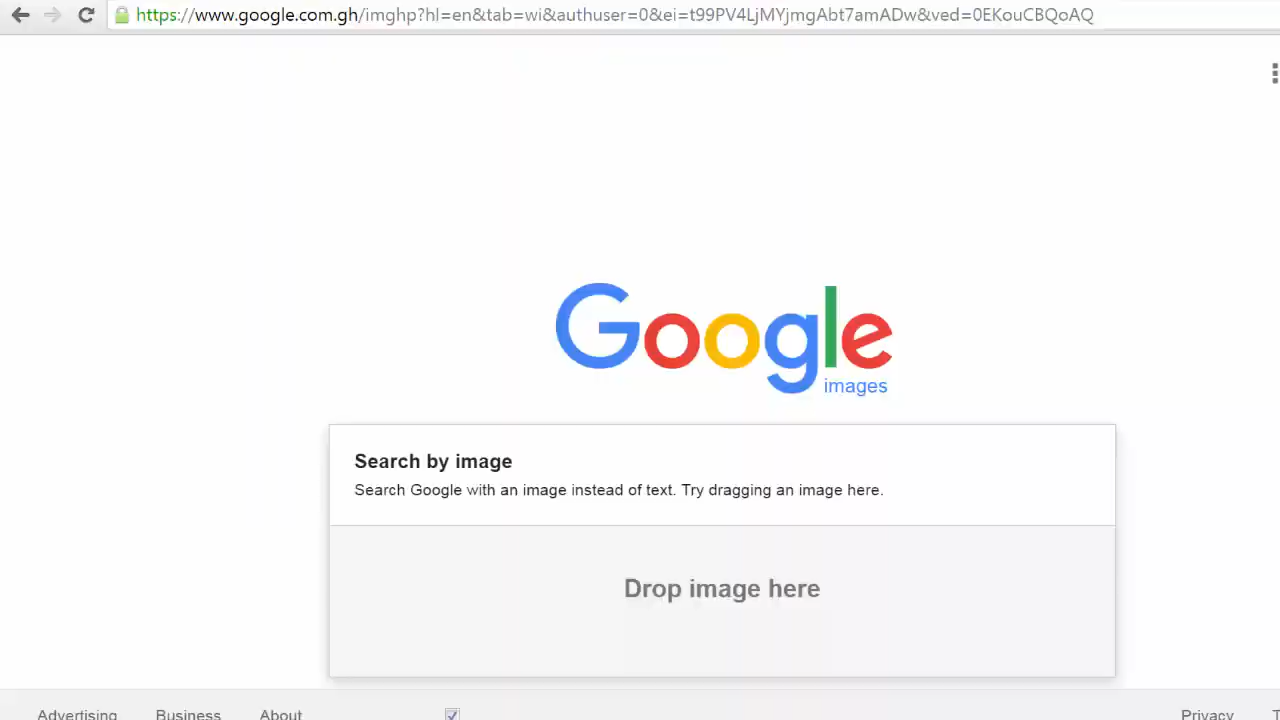 https://www.google.com.gh/imghp?hl=en&tab=wi&authuser=0&ei=t99PV4LjMYjmgAbt7amADw&ved=0EKouCBQoAQ
Google
images
Search by image
Search Google with an image instead of text. Try dragging an image here.
Drop image here
Advertising Business About Privacy